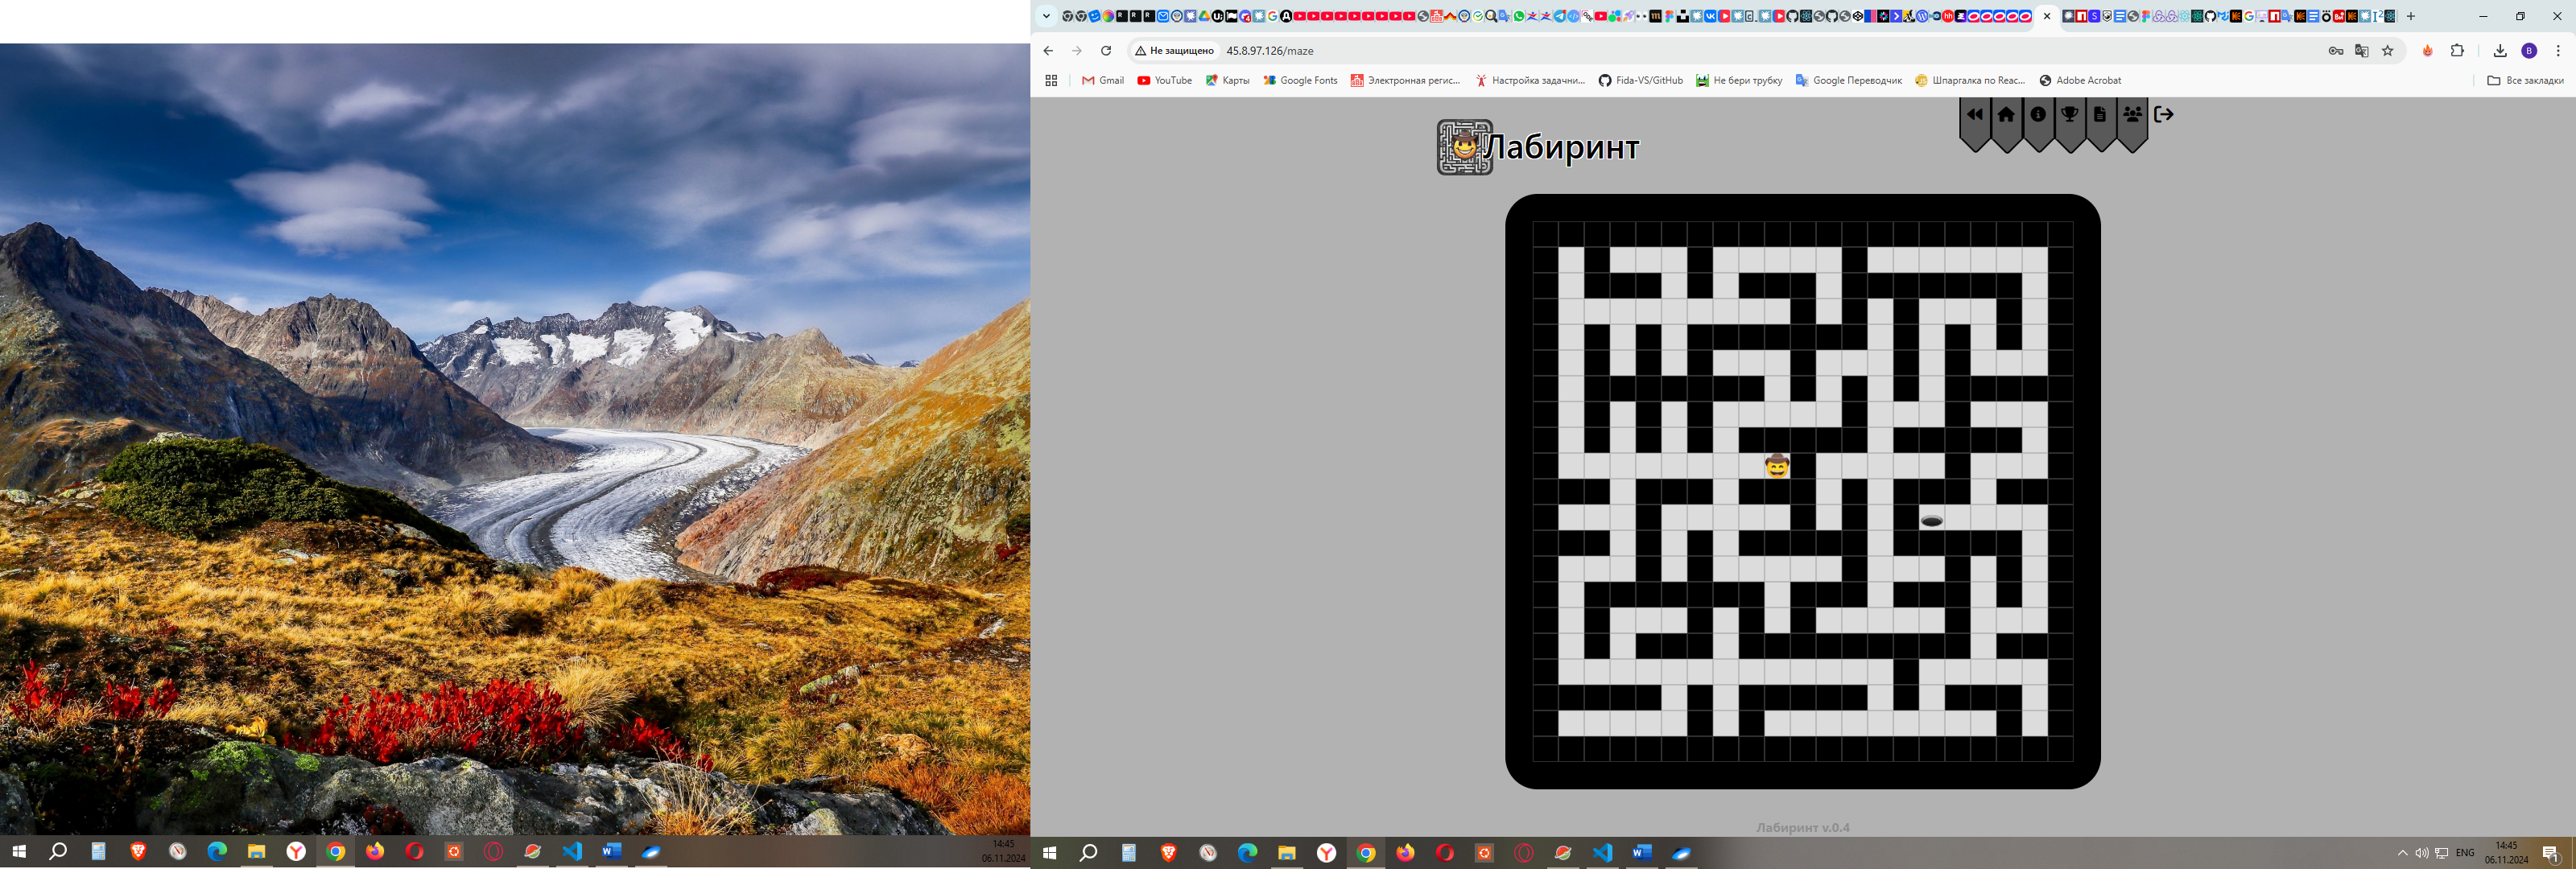 Не защищено
45.8.97.126/maze
B
Gmail
YouTube
Карты
Google Fonts
Электронная регис...
Настройка задачни...
Fida-VS/GitHub
Не бери трубку
Google Переводчик
Шпаргалка по Reac...
Adobe Acrobat
Все закладки
Лабиринт
Лабиринт v.0.4
14:45
06.11.2024
ENG
14:45
06.11.2024
1